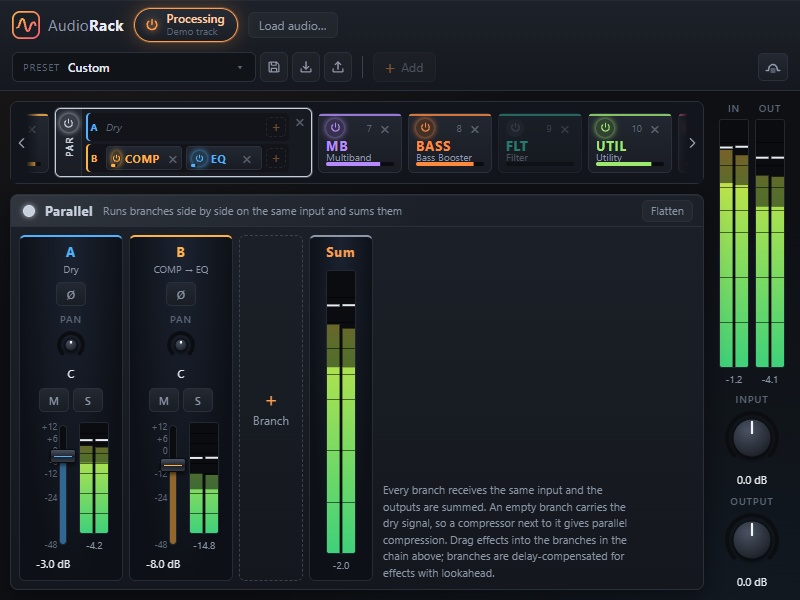 AudioRack
Processing
Demo track
Load audio...
PRESET Custom
+ Add
PAR
A Dry
B COMP EQ
7
MB
Multiband
8
BASS
Bass Booster
9
FLT
Filter
10
UTIL
Utility
IN OUT
Parallel Runs branches side by side on the same input and sums them
Flatten
A
Dry
Ø
PAN
C
M S
+12
+6
0
-12
-24
-48
-4.2
-3.0 dB
B
COMP → EQ
Ø
PAN
C
M S
+12
+6
0
-12
-24
-48
-14.8
-8.0 dB
+
Branch
Sum
-2.0
Every branch receives the same input and the
outputs are summed. An empty branch carries the
dry signal, so a compressor next to it gives parallel
compression. Drag effects into the branches in the
chain above; branches are delay-compensated for
effects with lookahead.
-1.2 -4.1
INPUT
0.0 dB
OUTPUT
0.0 dB